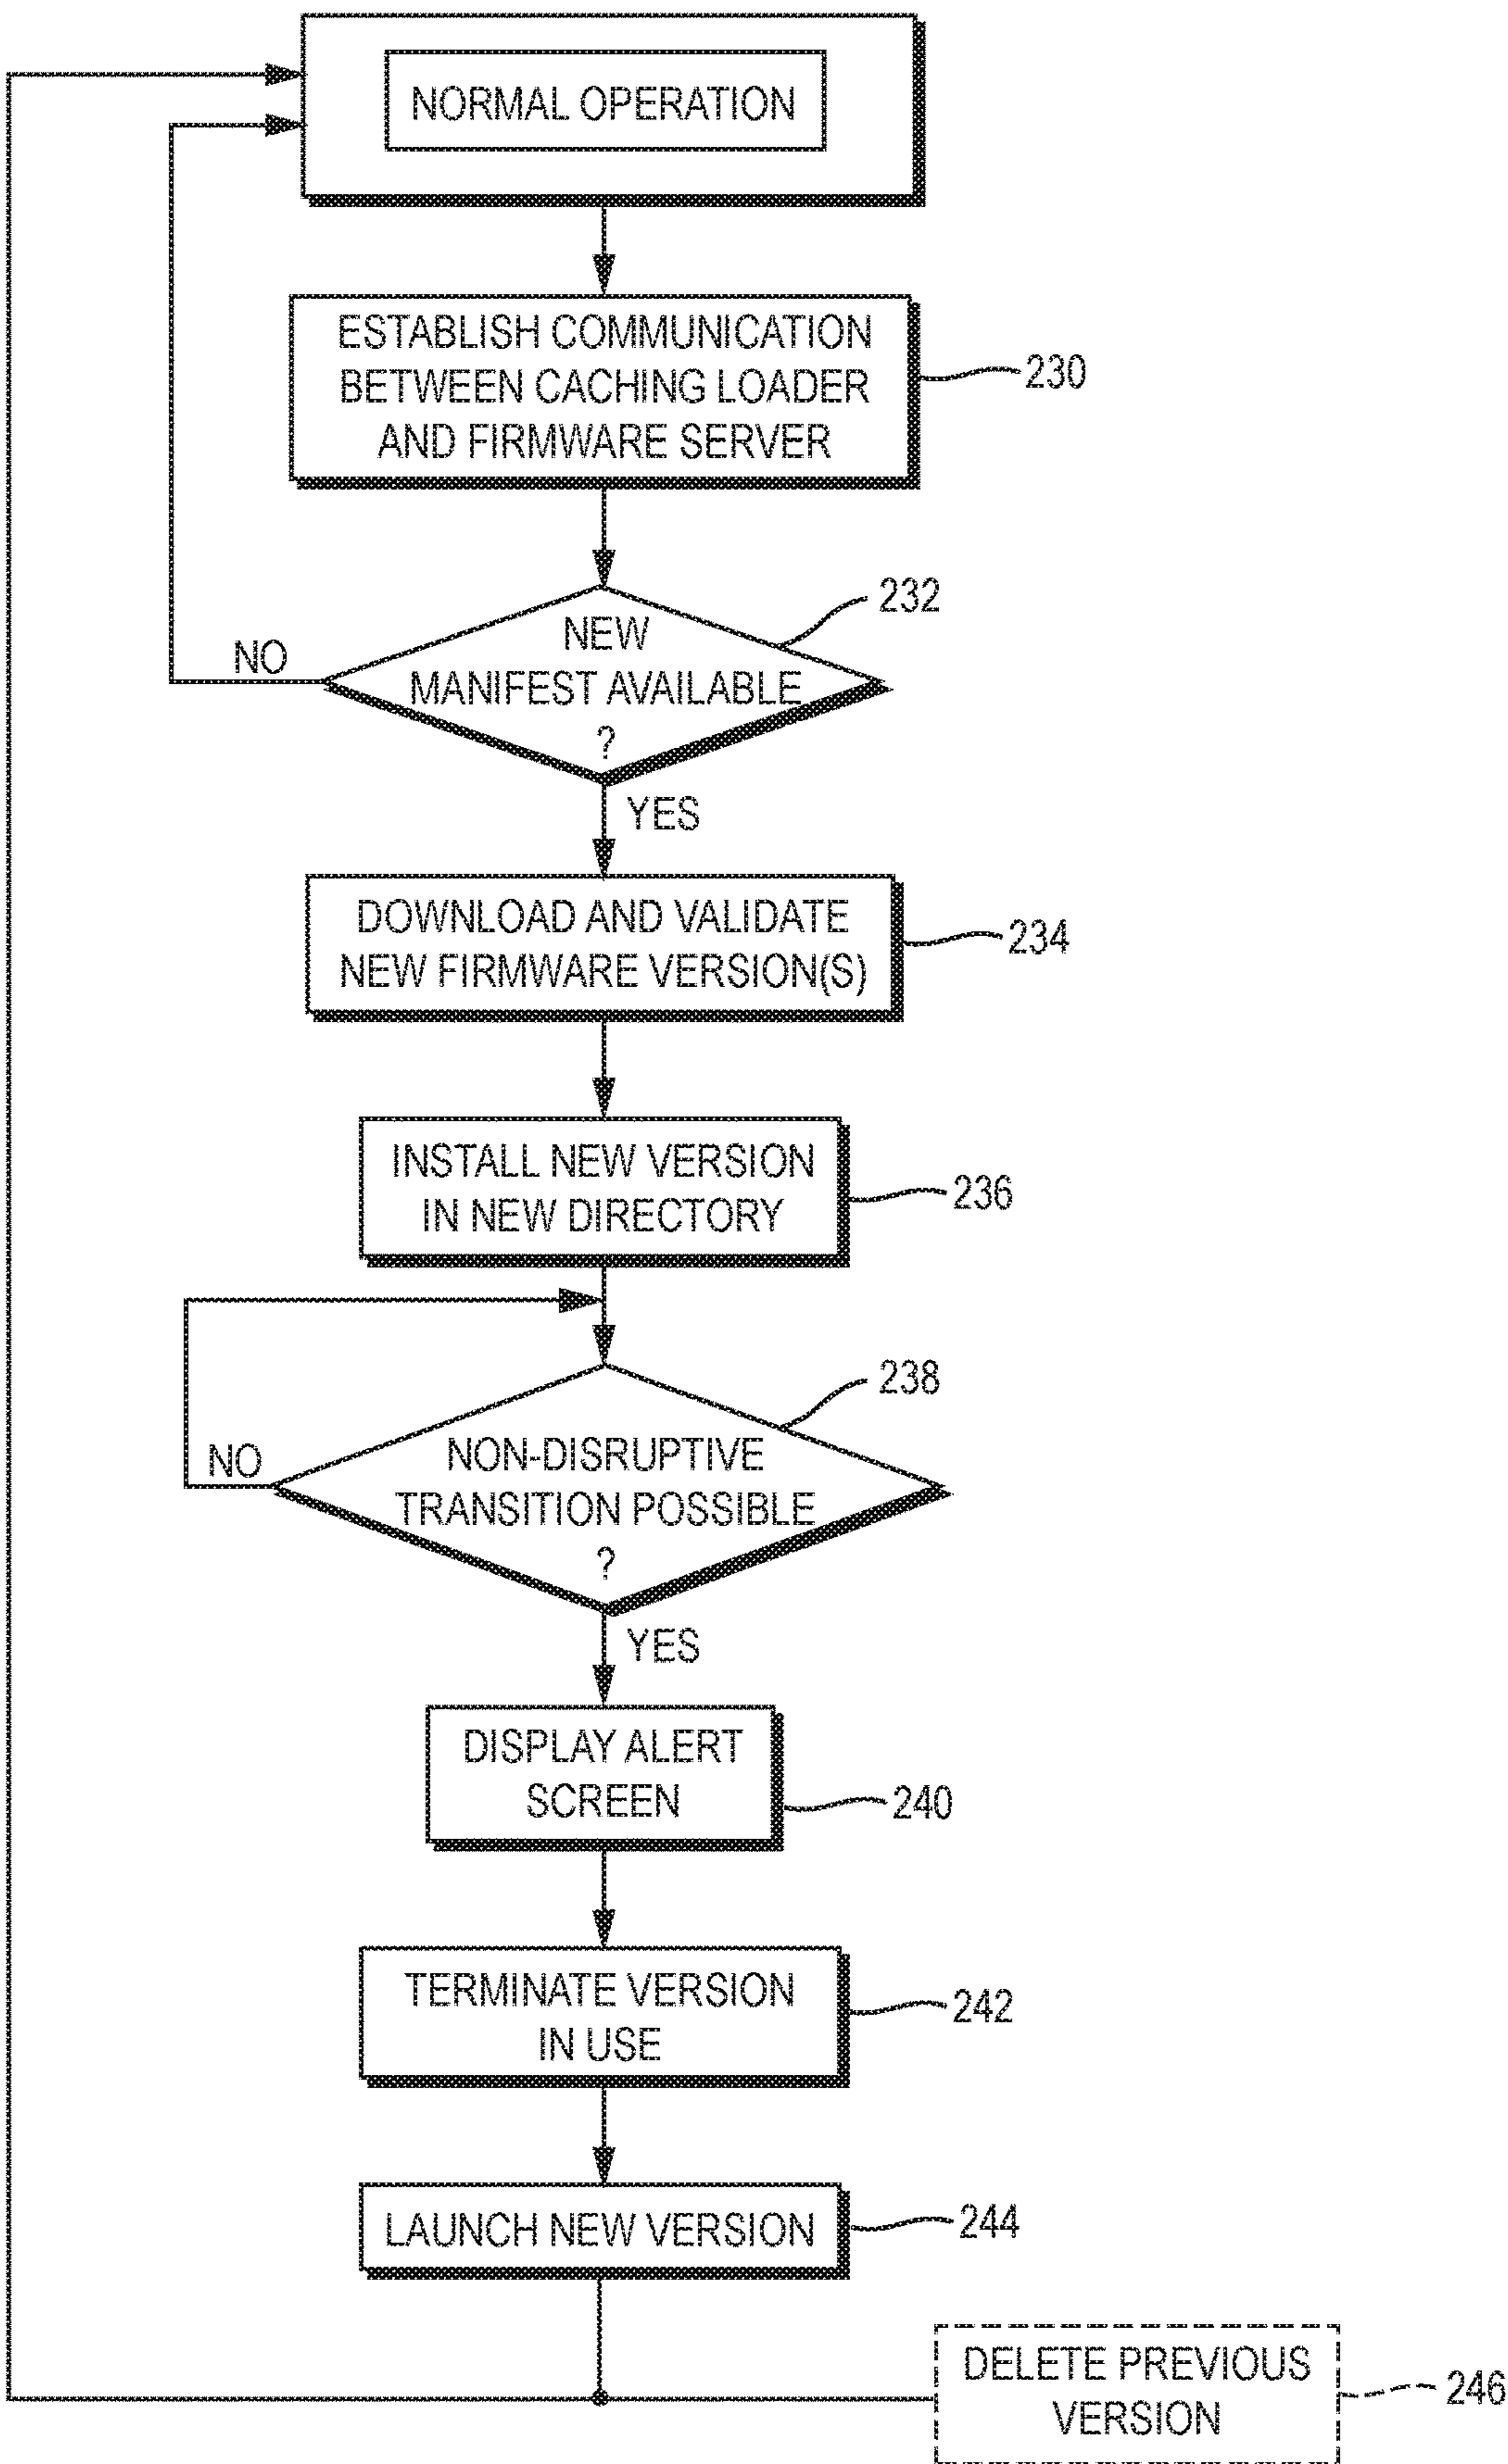 NORMAL OPERATION
ESTABLISH COMMUNICATION
BETWEEN CACHING LOADER
AND FIRMWARE SERVER
230
232
NEW
MANIFEST AVAILABLE
?
NO
YES
DOWNLOAD AND VALIDATE
NEW FIRMWARE VERSION(S)
234
INSTALL NEW VERSION
IN NEW DIRECTORY
236
238
NON-DISRUPTIVE
TRANSITION POSSIBLE
?
NO
YES
DISPLAY ALERT
SCREEN
240
TERMINATE VERSION
IN USE
242
LAUNCH NEW VERSION
244
DELETE PREVIOUS
VERSION
246